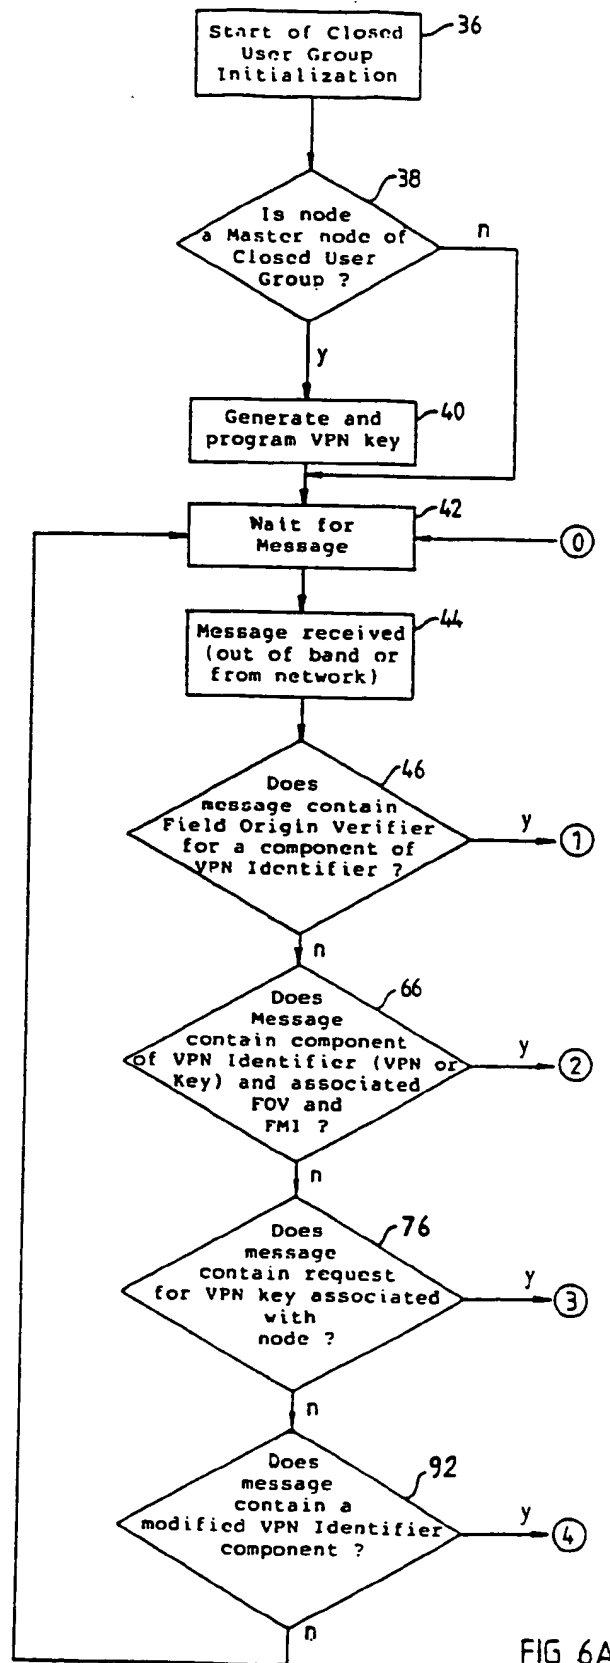 Start of Closed
User Group
Initialization
36
38
Is node
a Master node of
Closed User
Group ?
n
y
Generate and
program VPN key
40
Wait for
Message
42
0
Message received
(out of band or
from network)
44
46
Does
message contain
Field Origin Verifier
for a component of
VPN Identifier ?
y
1
n
66
Does
Message
contain component
of VPN Identifier (VPN or
Key) and associated
FOV and
FMI ?
y
2
n
76
Does
message
contain request
for VPN key associated
with
node ?
y
3
n
92
Does
message
contain a
modified VPN Identifier
component ?
y
4
n
FIG 6A